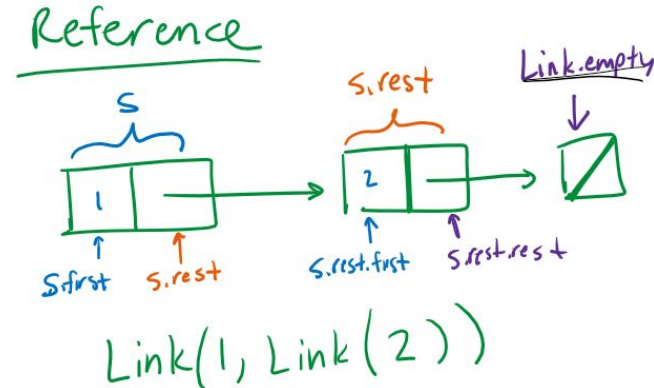 Reference
Link.empty
S
s.rest
1
2
S.first
s.rest
s.rest.first
s.rest.rest
Link(1, Link(2))